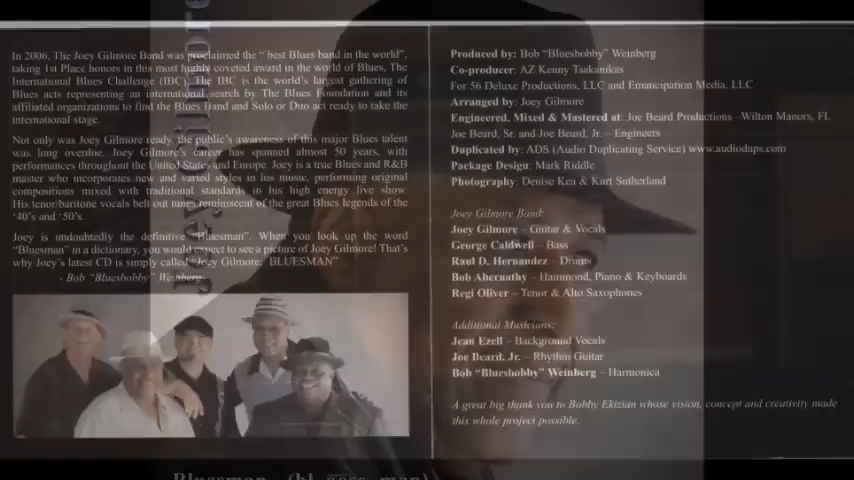 In 2006, The Joey Gilmore Band was proclaimed the “ best Blues band in the world”,
taking 1st Place honors in this most highly coveted award in the world of Blues, The
International Blues Challenge (IBC). The IBC is the world's largest gathering of
Blues acts representing an international search by The Blues Foundation and its
affiliated organizations to find the Blues Band and Solo or Duo act ready to take the
international stage.
Not only was Joey Gilmore ready, the public's awareness of this major Blues talent
was long overdue. Joey Gilmore's career has spanned almost 50 years, with
performances throughout the United States and Europe. Joey is a true Blues and R&B
master who incorporates new and varied styles in his music, performing original
compositions mixed with traditional standards in his high energy live show.
His tenor/baritone vocals belt out tunes reminiscent of the great Blues legends of the
‘40's and ‘50's.
Joey is undoubtedly the definitive “Bluesman”. When you look up the word
“Bluesman” in a dictionary, you would expect to see a picture of Joey Gilmore! That's
why Joey's latest CD is simply called “Joey Gilmore: BLUESMAN”
- Bob “Bluesbobby” Weinberg
Produced by: Bob “Bluesbobby” Weinberg
Co-producer: AZ Kenny Tsakanikas
For 56 Deluxe Productions, LLC and Emancipation Media, LLC
Arranged by: Joey Gilmore
Engineered, Mixed & Mastered at: Joe Beard Productions –Wilton Manors, FL
Joe Beard, Sr. and Joe Beard, Jr. – Engineers
Duplicated by: ADS (Audio Duplicating Service) www.audiodups.com
Package Design: Mark Riddle
Photography: Denise Kea & Kurt Sutherland
Joey Gilmore Band:
Joey Gilmore – Guitar & Vocals
George Caldwell – Bass
Raul D. Hernandez – Drums
Bob Abernathy – Hammond, Piano & Keyboards
Regi Oliver – Tenor & Alto Saxophones
Additional Musicians:
Jean Ezell – Background Vocals
Joe Beard, Jr. – Rhythm Guitar
Bob “Bluesbobby” Weinberg – Harmonica
A great big thank you to Bobby Ekizian whose vision, concept and creativity made
this whole project possible.
Bluesman